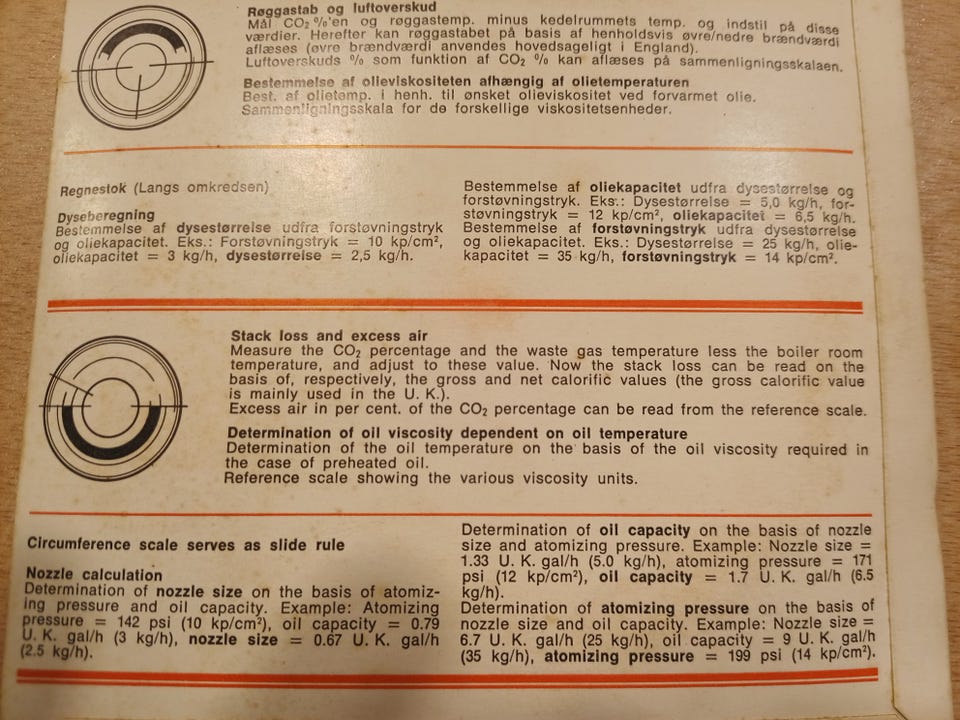 Røggastab og luftoverskud
Mål CO₂ %'en og røggastemp. minus kedelrummets temp. og indstil på disse
værdier. Herefter kan røggastabet på basis af henholdsvis øvre/nedre brændværdi
aflæses (øvre brændværdi anvendes hovedsageligt i England).
Luftoverskuds % som funktion af CO₂ % kan aflæses på sammenligningsskalaen.
Bestemmelse af olieviskositeten afhængig af olietemperaturen
Best. af olietemp. i henh. til ønsket olieviskositet ved forvarmet olie.
Sammenligningsskala for de forskellige viskositetsenheder.
Regnestok (Langs omkredsen)
Dyseberegning
Bestemmelse af dysestørrelse udfra forstøvningstryk
og oliekapacitet. Eks.: Forstøvningstryk = 10 kp/cm²,
oliekapacitet = 3 kg/h, dysestørrelse = 2,5 kg/h.
Bestemmelse af oliekapacitet udfra dysestørrelse og
forstøvningstryk. Eks.: Dysestørrelse = 5,0 kg/h, for-
støvningstryk = 12 kp/cm², oliekapacitet = 6,5 kg/h.
Bestemmelse af forstøvningstryk udfra dysestørrelse
og oliekapacitet. Eks.: Dysestørrelse = 25 kg/h, olie-
kapacitet = 35 kg/h, forstøvningstryk = 14 kp/cm².
Stack loss and excess air
Measure the CO₂ percentage and the waste gas temperature less the boiler room
temperature, and adjust to these value. Now the stack loss can be read on the
basis of, respectively, the gross and net calorific values (the gross calorific value
is mainly used in the U. K.).
Excess air in per cent. of the CO₂ percentage can be read from the reference scale.
Determination of oil viscosity dependent on oil temperature
Determination of the oil temperature on the basis of the oil viscosity required in
the case of preheated oil.
Reference scale showing the various viscosity units.
Circumference scale serves as slide rule
Nozzle calculation
Determination of nozzle size on the basis of atomiz-
ing pressure and oil capacity. Example: Atomizing
pressure = 142 psi (10 kp/cm²), oil capacity = 0.79
U. K. gal/h (3 kg/h), nozzle size = 0.67 U. K. gal/h
(2.5 kg/h).
Determination of oil capacity on the basis of nozzle
size and atomizing pressure. Example: Nozzle size =
1.33 U. K. gal/h (5.0 kg/h), atomizing pressure = 171
psi (12 kp/cm²), oil capacity = 1.7 U. K. gal/h (6.5
kg/h).
Determination of atomizing pressure on the basis of
nozzle size and oil capacity. Example: Nozzle size =
6.7 U. K. gal/h (25 kg/h), oil capacity = 9 U. K. gal/h
(35 kg/h), atomizing pressure = 199 psi (14 kp/cm²).